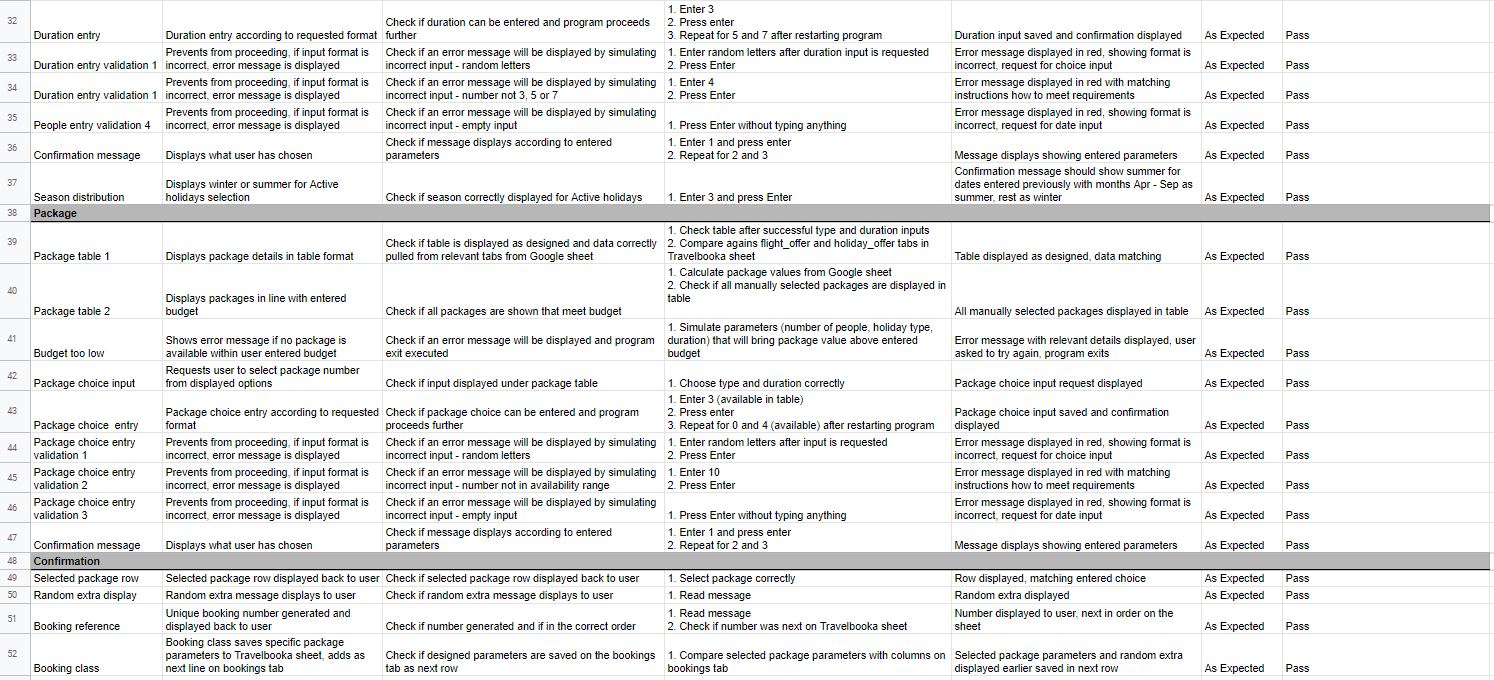 32
Duration entry
Duration entry according to requested format
Check if duration can be entered and program proceeds
further
1. Enter 3
2. Press enter
3. Repeat for 5 and 7 after restarting program
Duration input saved and confirmation displayed
As Expected
Pass
33
Duration entry validation 1
Prevents from proceeding, if input format is
incorrect, error message is displayed
Check if an error message will be displayed by simulating
incorrect input - random letters
1. Enter random letters after duration input is requested
2. Press Enter
Error message displayed in red, showing format is
incorrect, request for choice input
As Expected
Pass
34
Duration entry validation 1
Prevents from proceeding, if input format is
incorrect, error message is displayed
Check if an error message will be displayed by simulating
incorrect input - number not 3, 5 or 7
1. Enter 4
2. Press Enter
Error message displayed in red with matching
instructions how to meet requirements
As Expected
Pass
35
People entry validation 4
Prevents from proceeding, if input format is
incorrect, error message is displayed
Check if an error message will be displayed by simulating
incorrect input - empty input
1. Press Enter without typing anything
Error message displayed in red, showing format is
incorrect, request for date input
As Expected
Pass
36
Confirmation message
Displays what user has chosen
Check if message displays according to entered
parameters
1. Enter 1 and press enter
2. Repeat for 2 and 3
Message displays showing entered parameters
As Expected
Pass
37
Season distribution
Displays winter or summer for Active
holidays selection
Check if season correctly displayed for Active holidays
1. Enter 3 and press Enter
Confirmation message should show summer for
dates entered previously with months Apr - Sep as
summer, rest as winter
As Expected
Pass
38
Package
39
Package table 1
Displays package details in table format
Check if table is displayed as designed and data correctly
pulled from relevant tabs from Google sheet
1. Check table after successful type and duration inputs
2. Compare agains flight_offer and holiday_offer tabs in
Travelbooka sheet
Table displayed as designed, data matching
As Expected
Pass
40
Package table 2
Displays packages in line with entered
budget
Check if all packages are shown that meet budget
1. Calculate package values from Google sheet
2. Check if all manually selected packages are displayed in
table
All manually selected packages displayed in table
As Expected
Pass
41
Budget too low
Shows error message if no package is
available within user entered budget
Check if an error message will be displayed and program
exit executed
1. Simulate parameters (number of people, holiday type,
duration) that will bring package value above entered
budget
Error message with relevant details displayed, user
asked to try again, program exits
As Expected
Pass
42
Package choice input
Requests user to select package number
from displayed options
Check if input displayed under package table
1. Choose type and duration correctly
Package choice input request displayed
As Expected
Pass
43
Package choice  entry
Package choice entry according to requested
format
Check if package choice can be entered and program
proceeds further
1. Enter 3 (available in table)
2. Press enter
3. Repeat for 0 and 4 (available) after restarting program
Package choice input saved and confirmation
displayed
As Expected
Pass
44
Package choice entry
validation 1
Prevents from proceeding, if input format is
incorrect, error message is displayed
Check if an error message will be displayed by simulating
incorrect input - random letters
1. Enter random letters after input is requested
2. Press Enter
Error message displayed in red, showing format is
incorrect, request for choice input
As Expected
Pass
45
Package choice entry
validation 2
Prevents from proceeding, if input format is
incorrect, error message is displayed
Check if an error message will be displayed by simulating
incorrect input - number not in availability range
1. Enter 10
2. Press Enter
Error message displayed in red with matching
instructions how to meet requirements
As Expected
Pass
46
Package choice entry
validation 3
Prevents from proceeding, if input format is
incorrect, error message is displayed
Check if an error message will be displayed by simulating
incorrect input - empty input
1. Press Enter without typing anything
Error message displayed in red, showing format is
incorrect, request for date input
As Expected
Pass
47
Confirmation message
Displays what user has chosen
Check if message displays according to entered
parameters
1. Enter 1 and press enter
2. Repeat for 2 and 3
Message displays showing entered parameters
As Expected
Pass
48
Confirmation
49
Selected package row
Selected package row displayed back to user
Check if selected package row displayed back to user
1. Select package correctly
Row displayed, matching entered choice
As Expected
Pass
50
Random extra display
Random extra message displays to user
Check if random extra message displays to user
1. Read message
Random extra displayed
As Expected
Pass
51
Booking reference
Unique booking number generated and
displayed back to user
Check if number generated and if in the correct order
1. Read message
2. Check if number was next on Travelbooka sheet
Number displayed to user, next in order on the
sheet
As Expected
Pass
52
Booking class
Booking class saves specific package
parameters to Travelbooka sheet, adds as
next line on bookings tab
Check if designed parameters are saved on the bookings
tab as next row
1. Compare selected package parameters with columns on
bookings tab
Selected package parameters and random extra
displayed earlier saved in next row
As Expected
Pass